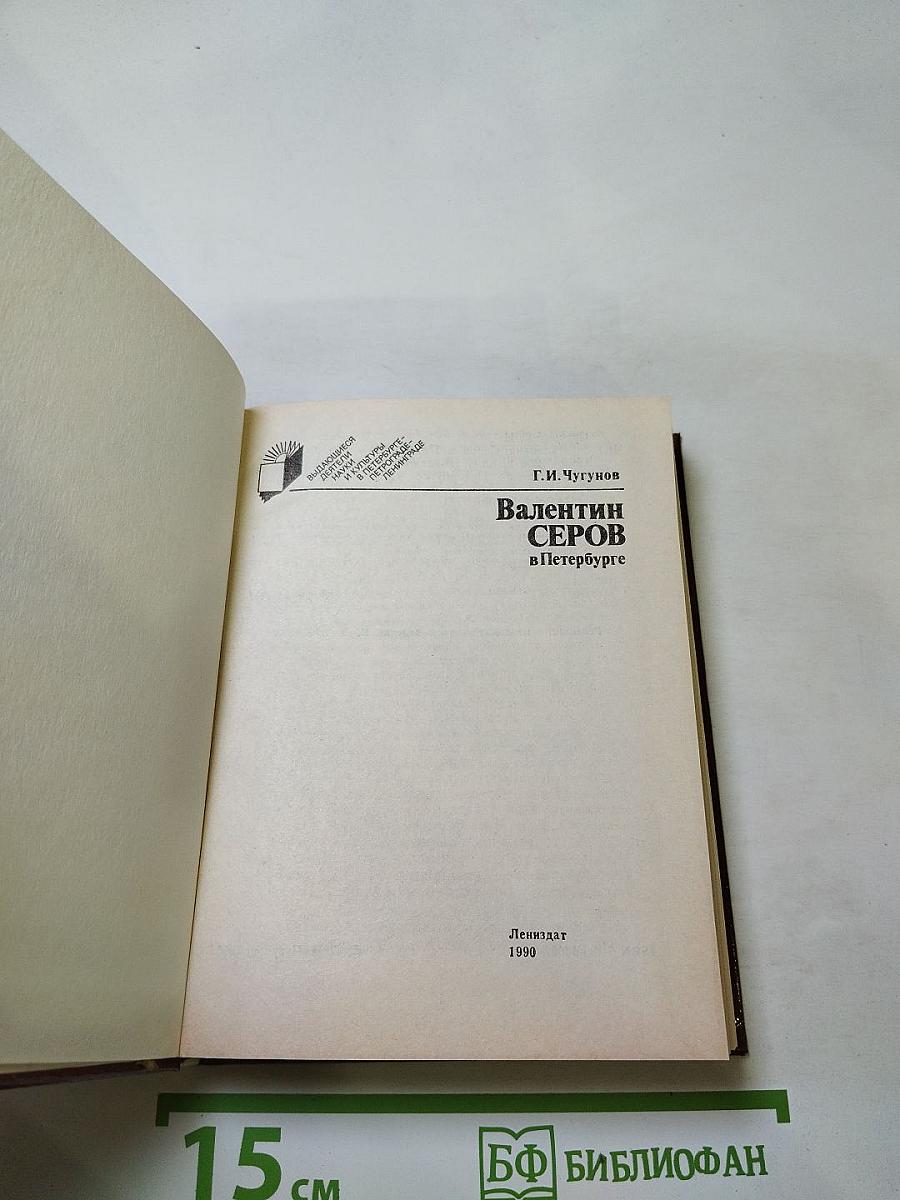 ВЫДАЮЩИЕСЯ
ДЕЯТЕЛИ
НАУКИ
И КУЛЬТУРЫ
В ПЕТЕРБУРГЕ–
ПЕТРОГРАДЕ–
ЛЕНИНГРАДЕ
Г.И.Чугунов
Валентин
СЕРОВ
в Петербурге
Лениздат
1990
15 см
БФ БИБЛИОФАН